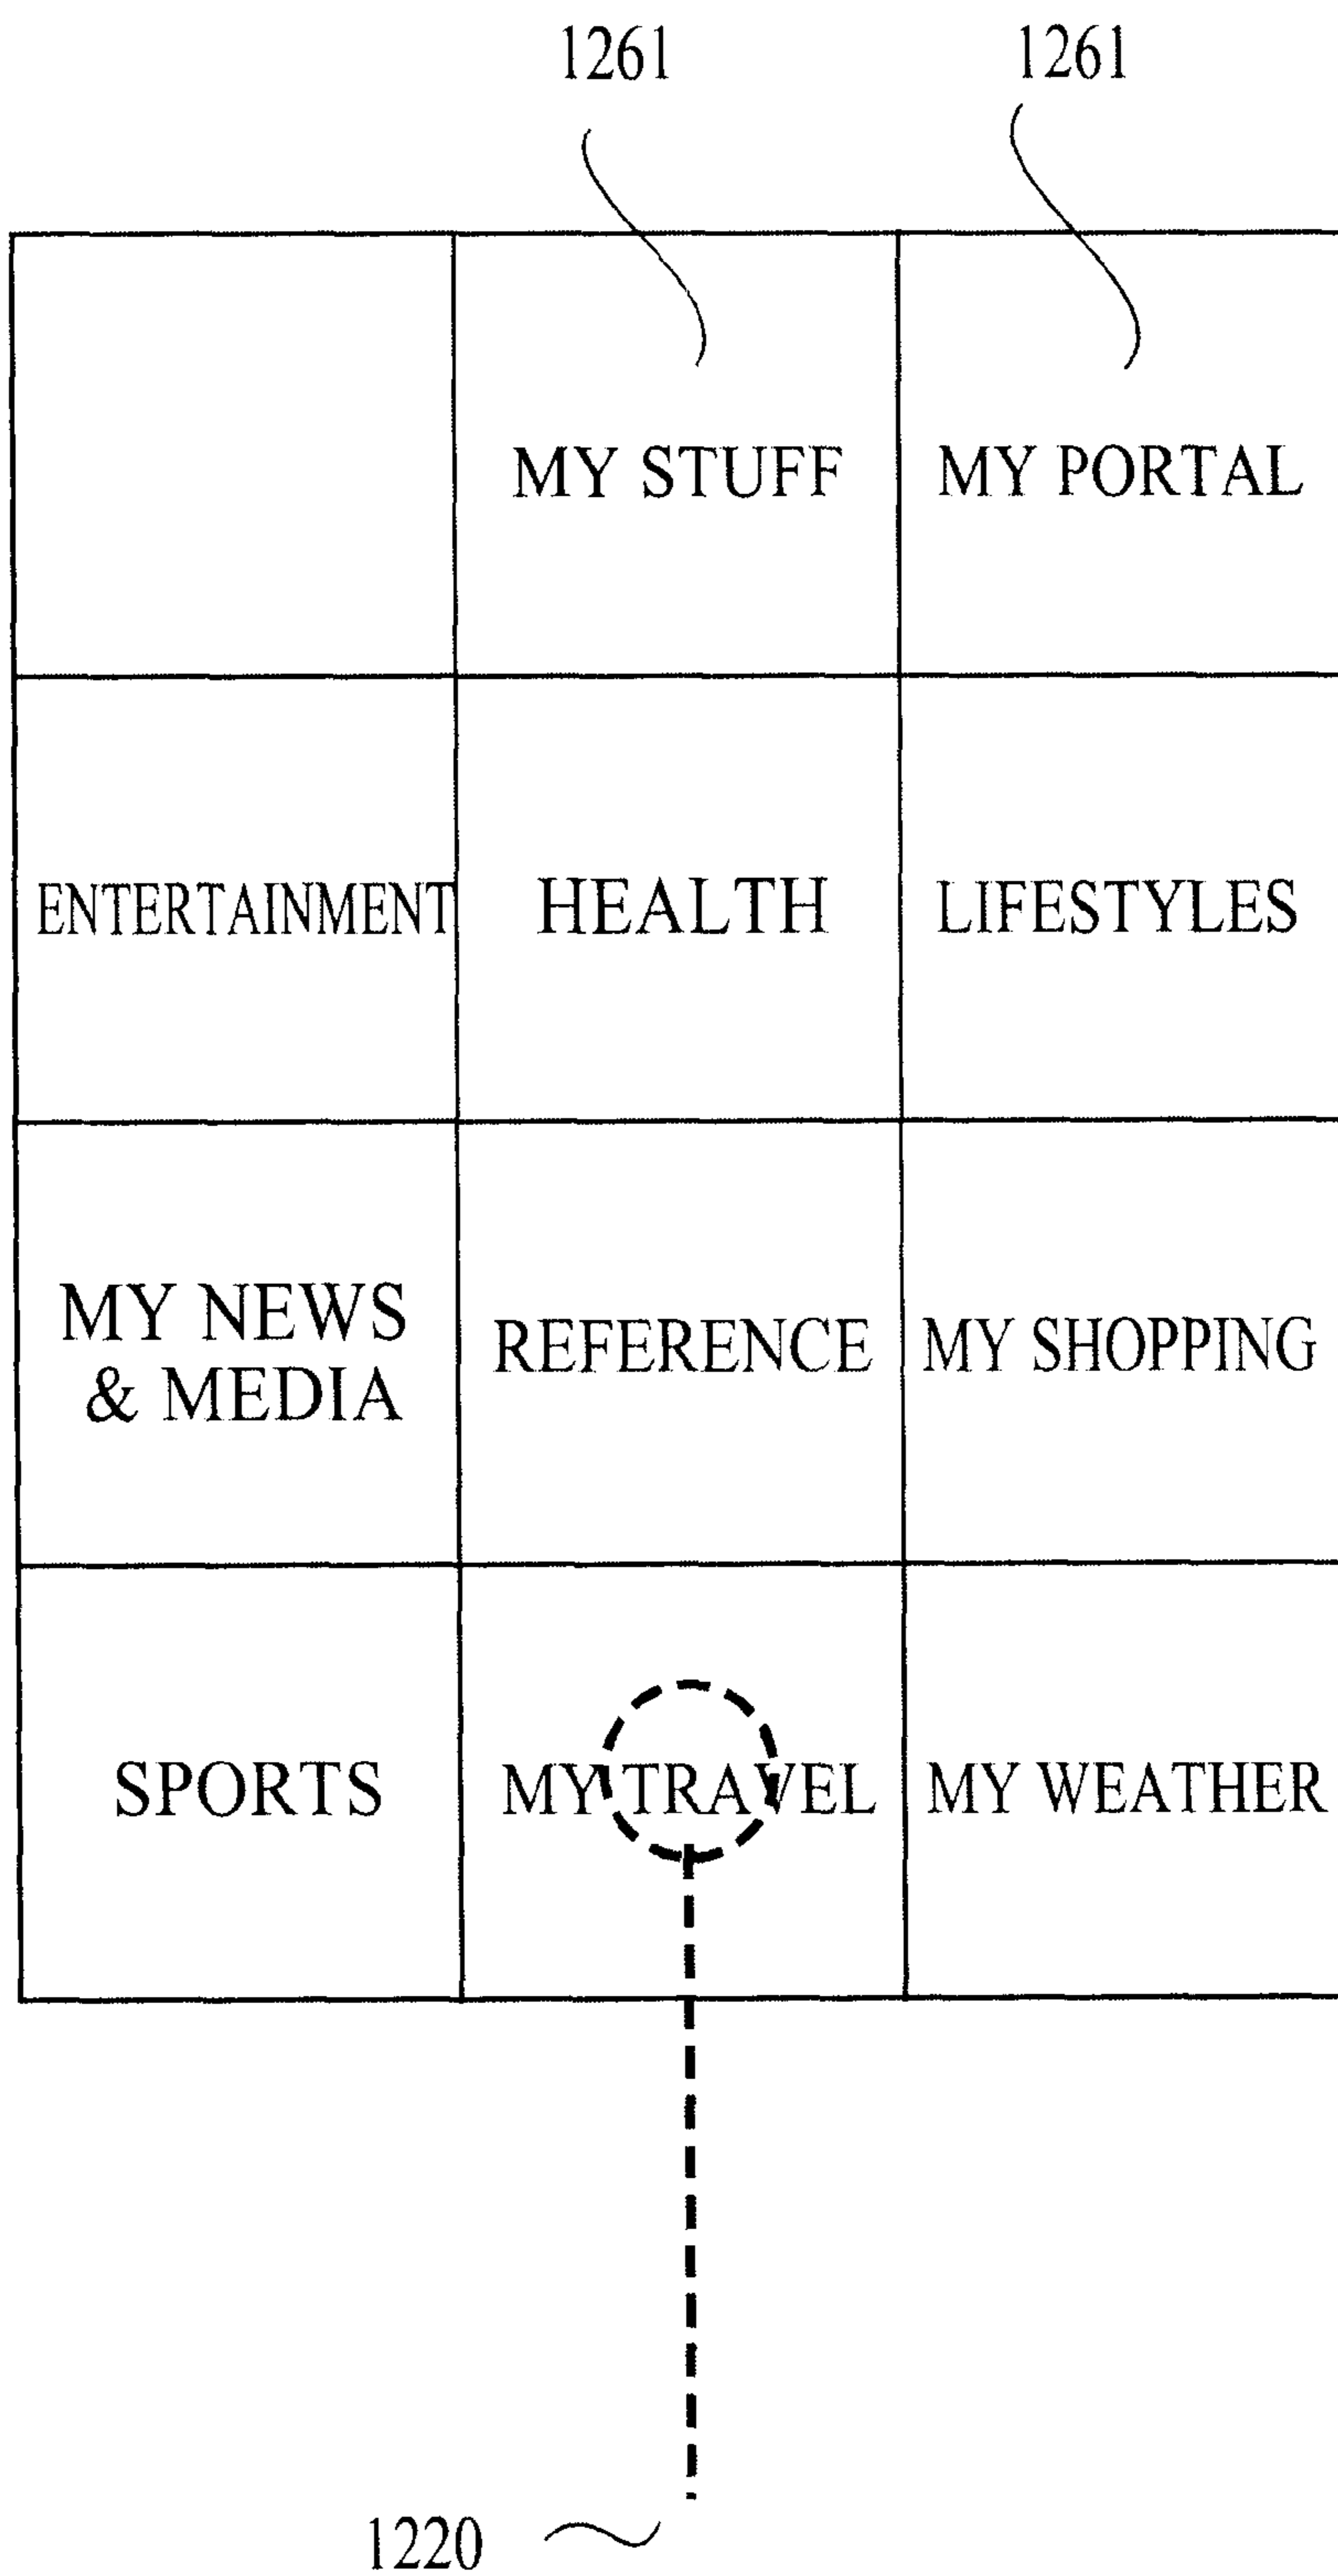 1261 1261
MY STUFF MY PORTAL
ENTERTAINMENT HEALTH LIFESTYLES
MY NEWS
& MEDIA
REFERENCE MY SHOPPING
SPORTS MY TRAVEL MY WEATHER
1220